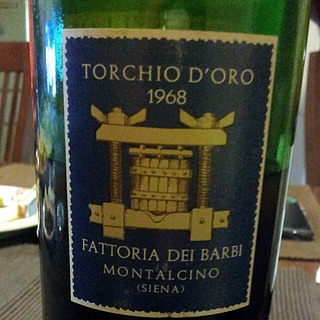 TORCHIO D'ORO
1968
FATTORIA DEI BARBI
MONTALCINO
(SIENA)